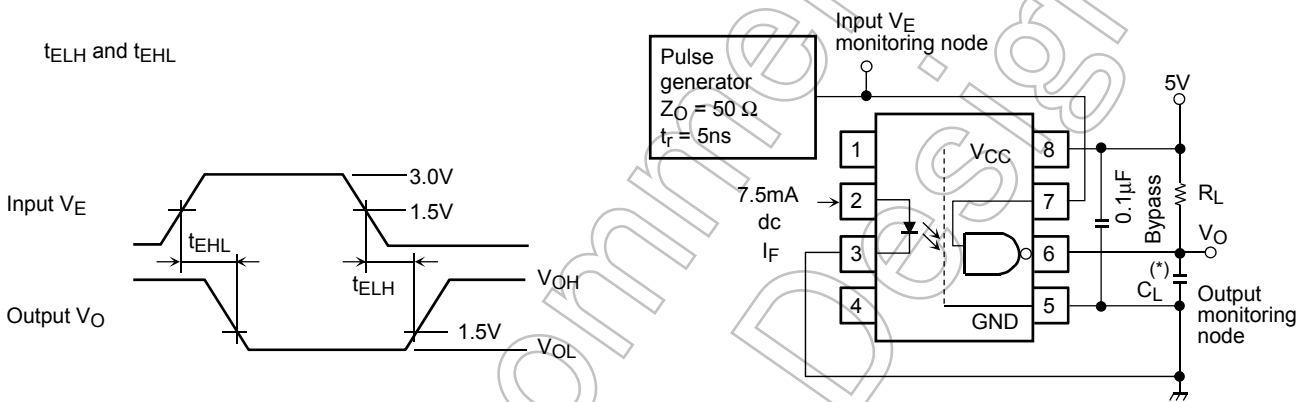 tELH and tEHL
Input VE
3.0V
1.5V
tEHL
tELH
Output VO
VOH
1.5V
VOL
Input VE
monitoring node
Pulse
generator
ZO = 50 Ω
tr = 5ns
5V
1
2
3
4
VCC
8
7
6
5
GND
7.5mA
dc
IF
0.1μF
Bypass
RL
VO
(*)
CL
Output
monitoring
node